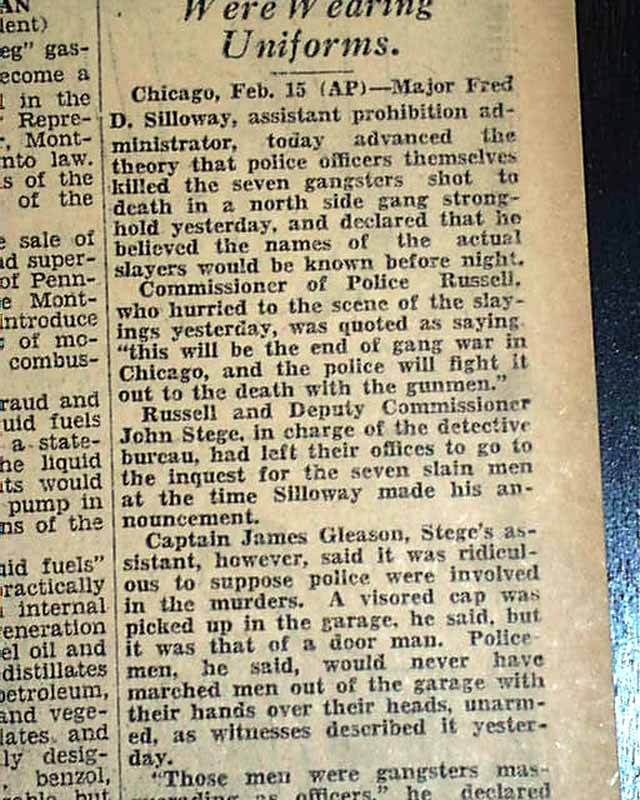 AN
lent)
eg" gas-
ecome a
l in the
Repre-
, Mont-
nto law.
s of the
of the
e sale of
ad super-
of Penn-
e Mont-
introduce
of mo-
combus-
raud and
uid fuels
a state-
he liquid
ts would
pump in
ns of the
uid fuels"
practically
internal
eneration
el oil and
distillates
petroleum,
and vege-
lates and
ly desig-
benzol,
but
Were Wearing
Uniforms.
Chicago, Feb. 15 (AP)—Major Fred
D. Silloway, assistant prohibition ad-
ministrator, today advanced the
theory that police officers themselves
killed the seven gangsters shot to
death in a north side gang strong-
hold yesterday, and declared that he
believed the names of the actual
slayers would be known before night.
Commissioner of Police Russell,
who hurried to the scene of the slay-
ings yesterday, was quoted as saying
"this will be the end of gang war in
Chicago, and the police will fight it
out to the death with the gunmen."
Russell and Deputy Commissioner
John Stege, in charge of the detective
bureau, had left their offices to go to
the inquest for the seven slain men
at the time Silloway made his an-
nouncement.
Captain James Gleason, Stege's as-
sistant, however, said it was ridicul-
ous to suppose police were involved
in the murders. A visored cap was
picked up in the garage, he said, but
it was that of a door man. Police-
men, he said, would never have
marched men out of the garage with
their hands over their heads, unarm-
ed, as witnesses described it yester-
day.
"Those men were gangsters mas-
querading as officers," he declared